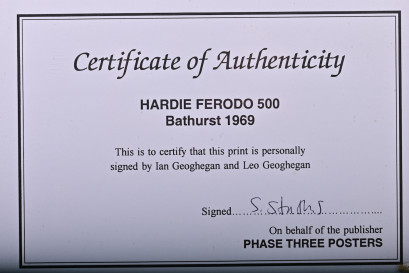 Certificate of Authenticity
HARDIE FERODO 500
Bathurst 1969
This is to certify that this print is personally
signed by Ian Geoghegan and Leo Geoghegan
Signed....................................
On behalf of the publisher
PHASE THREE POSTERS